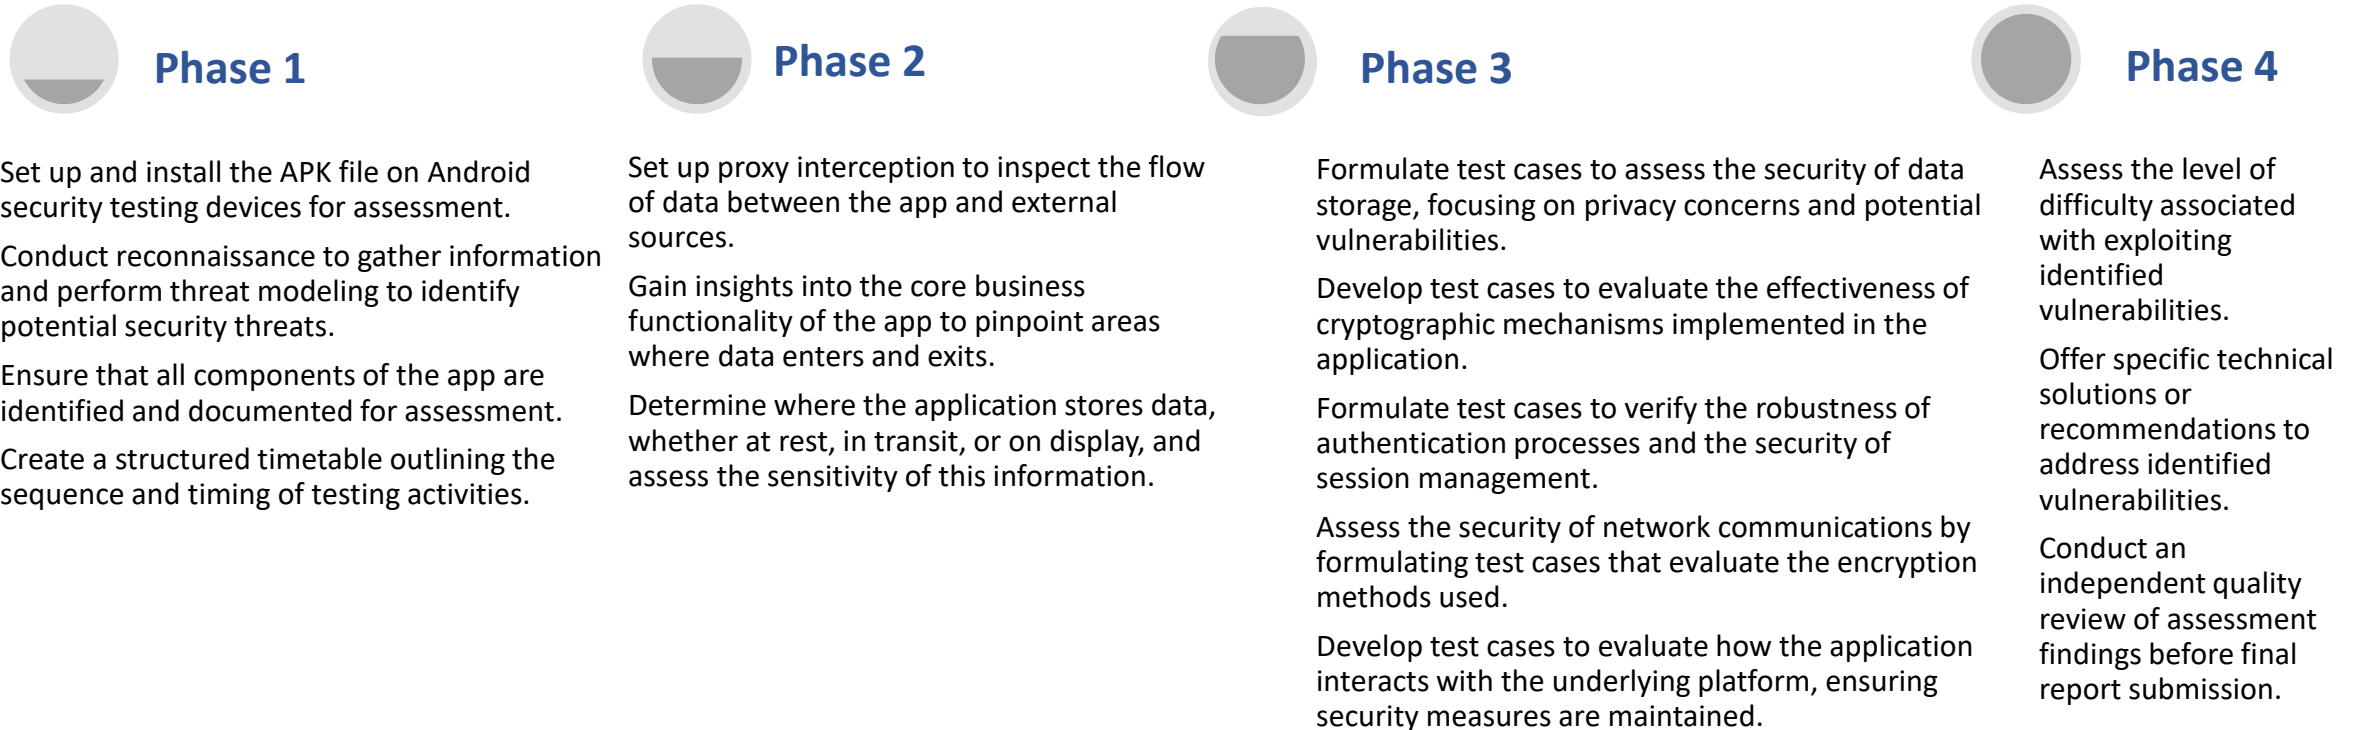 Phase 1
Set up and install the APK file on Android
security testing devices for assessment.
Conduct reconnaissance to gather information
and perform threat modeling to identify
potential security threats.
Ensure that all components of the app are
identified and documented for assessment.
Create a structured timetable outlining the
sequence and timing of testing activities.
Phase 2
Set up proxy interception to inspect the flow
of data between the app and external
sources.
Gain insights into the core business
functionality of the app to pinpoint areas
where data enters and exits.
Determine where the application stores data,
whether at rest, in transit, or on display, and
assess the sensitivity of this information.
Phase 3
Formulate test cases to assess the security of data
storage, focusing on privacy concerns and potential
vulnerabilities.
Develop test cases to evaluate the effectiveness of
cryptographic mechanisms implemented in the
application.
Formulate test cases to verify the robustness of
authentication processes and the security of
session management.
Assess the security of network communications by
formulating test cases that evaluate the encryption
methods used.
Develop test cases to evaluate how the application
interacts with the underlying platform, ensuring
security measures are maintained.
Phase 4
Assess the level of
difficulty associated
with exploiting
identified
vulnerabilities.
Offer specific technical
solutions or
recommendations to
address identified
vulnerabilities.
Conduct an
independent quality
review of assessment
findings before final
report submission.